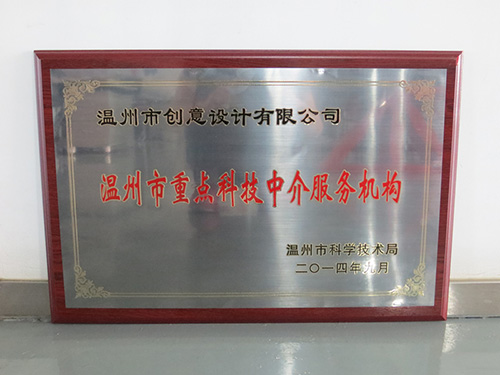 温州市创意设计有限公司
温州市重点科技中介服务机构
温州市科学技术局
二〇一四年九月